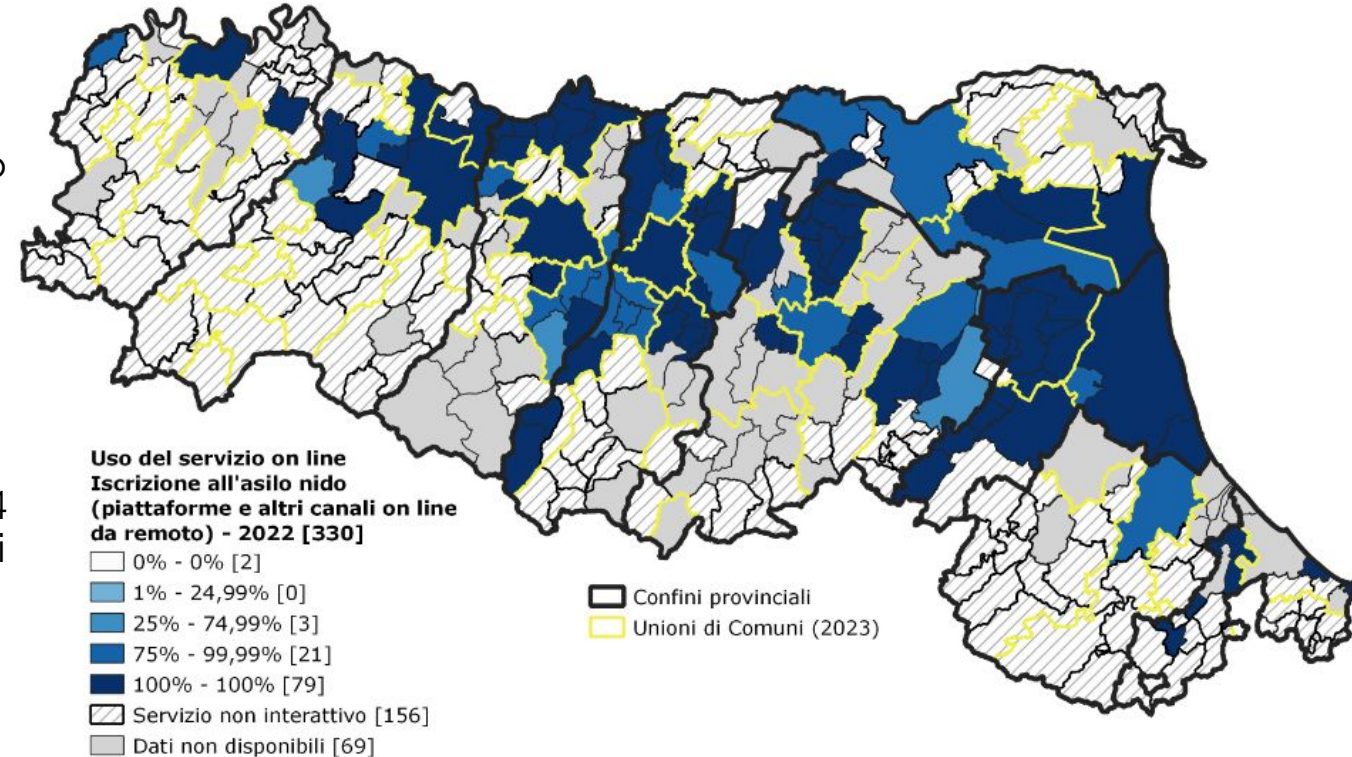 Uso del servizio on line
Iscrizione all'asilo nido
(piattaforme e altri canali on line
da remoto) - 2022 [330]
0% - 0% [2]
1% - 24,99% [0]
25% - 74,99% [3]
75% - 99,99% [21]
100% - 100% [79]
Servizio non interattivo [156]
Dati non disponibili [69]
Confini provinciali
Unioni di Comuni (2023)
4
i